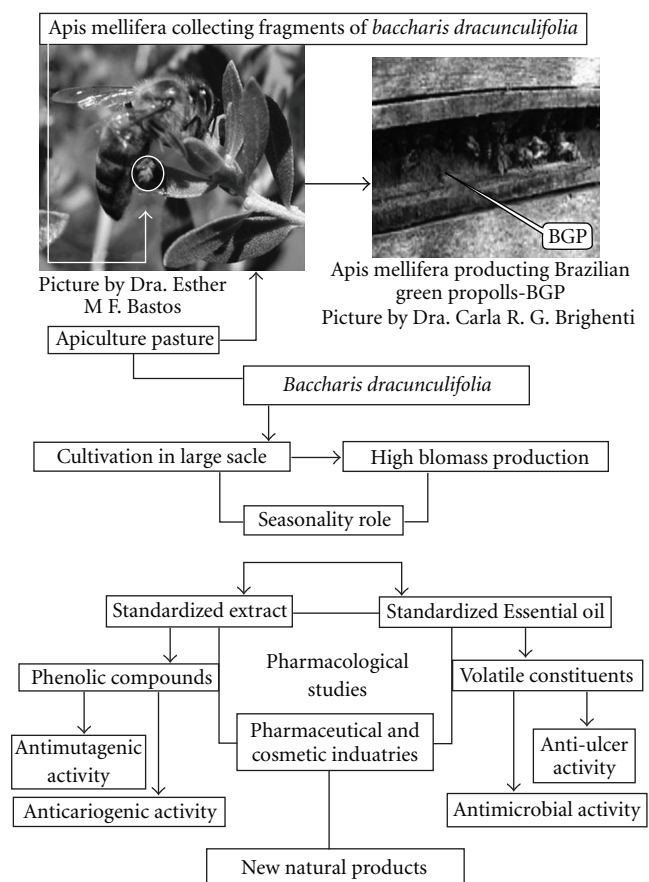 Apis mellifera collecting fragments of baccharis dracunculifolia
BGP
Picture by Dra. Esther
M F. Bastos
Apis mellifera producting Brazilian
green propolls-BGP
Picture by Dra. Carla R. G. Brighenti
Apiculture pasture
Baccharis dracunculifolia
Cultivation in large sacle
High biomass production
Seasonality role
Standardized extract
Standardized Essential oil
Phenolic compounds
Pharmacological
studies
Volatile constituents
Antimutagenic
activity
Pharmaceutical and
cosmetic induatries
Anti-ulcer
activity
Anticariogenic activity
Antimicrobial activity
New natural products